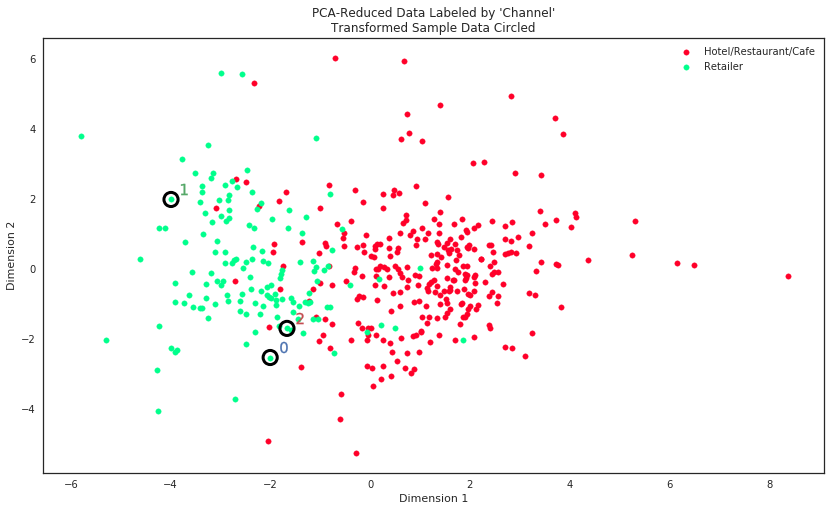 PCA-Reduced Data Labeled by 'Channel'
Transformed Sample Data Circled
Hotel/Restaurant/Cafe
Retailer
6
4
2
0
−2
−4
1
2
0
−6
−4
−2
0
2
4
6
8
Dimension 2
Dimension 1